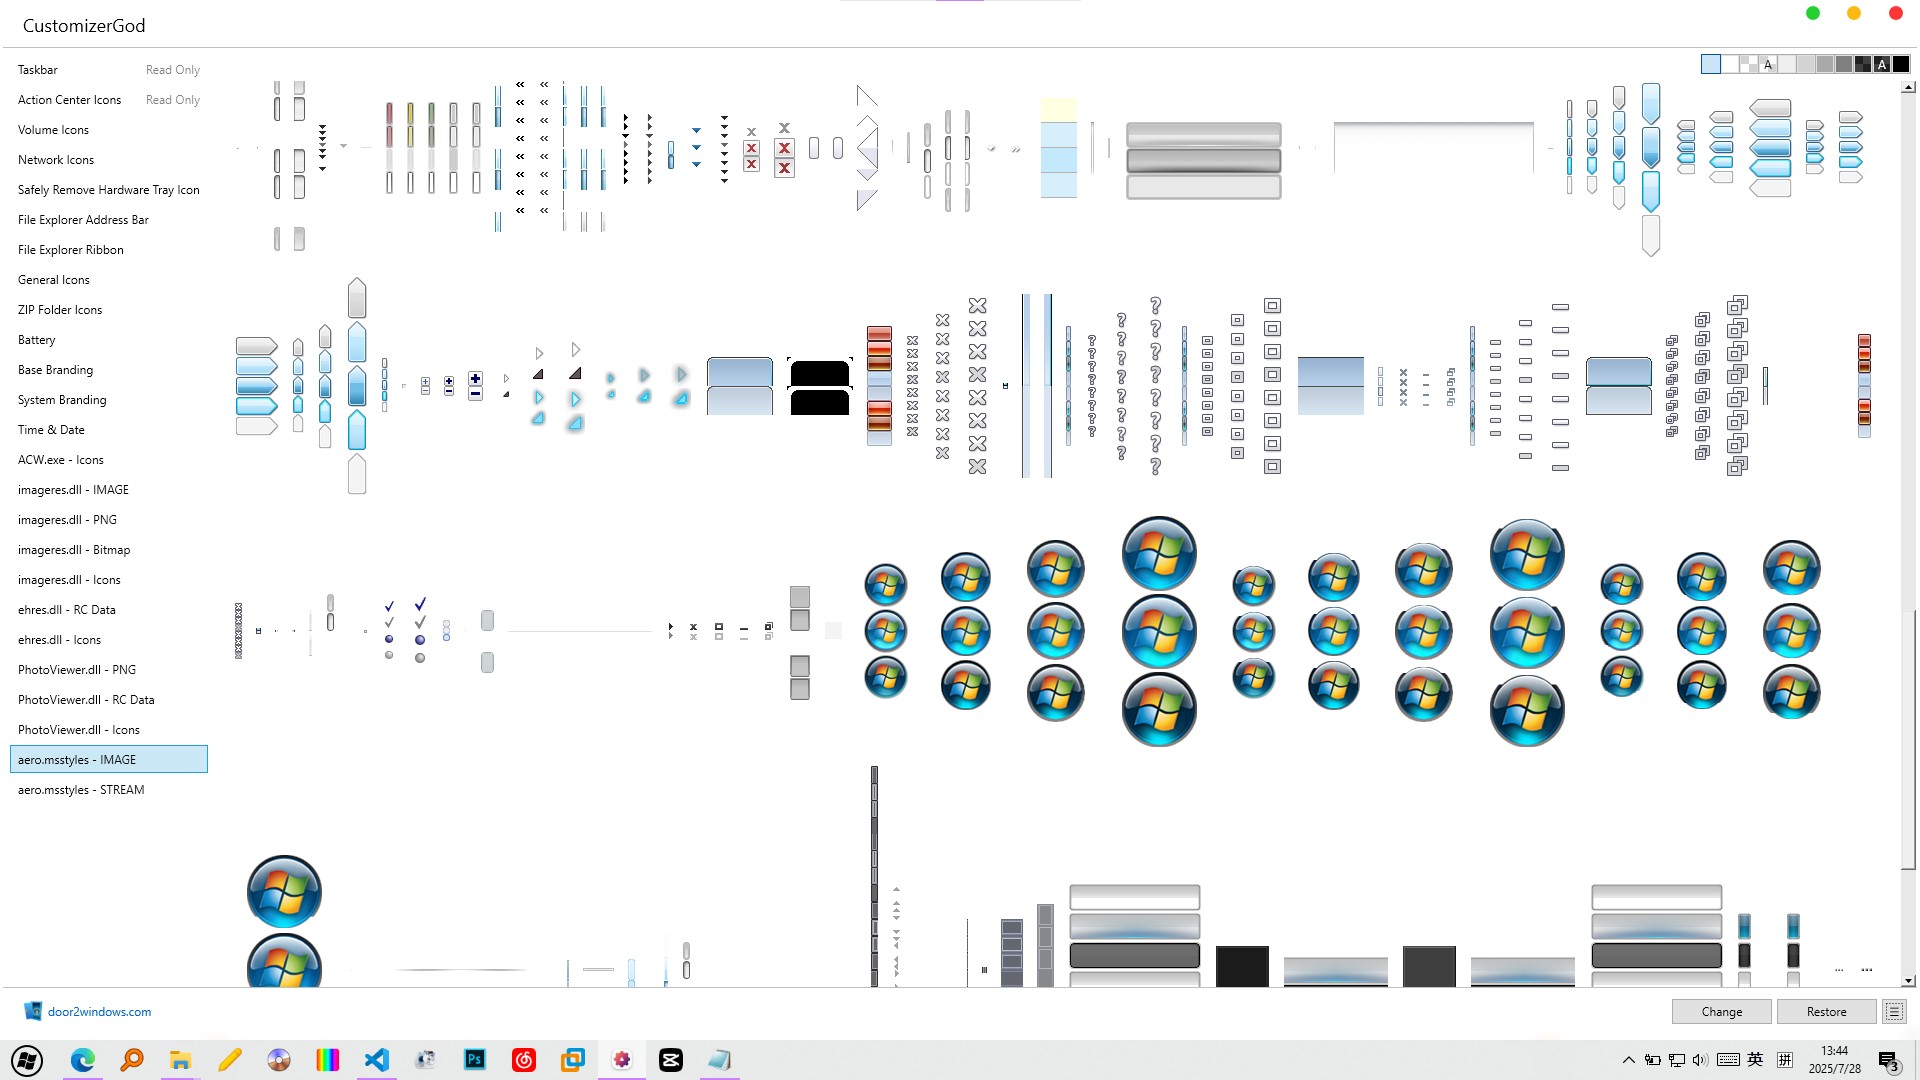 CustomizerGod
Taskbar Read Only
Action Center Icons Read Only
Volume Icons
Network Icons
Safely Remove Hardware Tray Icon
File Explorer Address Bar
File Explorer Ribbon
General Icons
ZIP Folder Icons
Battery
Base Branding
System Branding
Time & Date
ACW.exe - Icons
imageres.dll - IMAGE
imageres.dll - PNG
imageres.dll - Bitmap
imageres.dll - Icons
ehres.dll - RC Data
ehres.dll - Icons
PhotoViewer.dll - PNG
PhotoViewer.dll - RC Data
PhotoViewer.dll - Icons
aero.msstyles - IMAGE
aero.msstyles - STREAM
A A
door2windows.com
Change
Restore
Ps
英
拼
13:44
2025/7/28
3